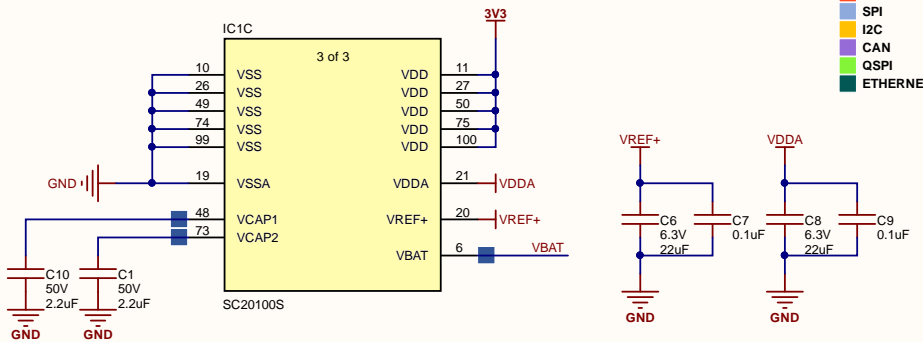 3V3
SPI
I2C
CAN
QSPI
ETHERNE
IC1C
3 of 3
10 VSS VDD 11
26 VSS VDD 27
49 VSS VDD 50
74 VSS VDD 75
99 VSS VDD 100
GND 19 VSSA VDDA 21 VDDA
48 VCAP1 VREF+ 20 VREF+
73 VCAP2
VBAT 6 VBAT
SC20100S
C10
50V
2.2uF
GND
C1
50V
2.2uF
GND
VREF+
C6
6.3V
22uF
C7
0.1uF
GND
VDDA
C8
6.3V
22uF
C9
0.1uF
GND